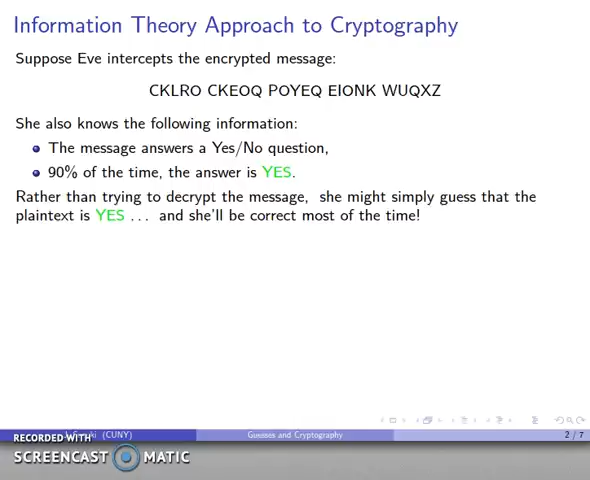 Information Theory Approach to Cryptography
Suppose Eve intercepts the encrypted message:
CKLRO CKEOQ POYEQ EIONK WUQXZ
She also knows the following information:
The message answers a Yes/No question,
90% of the time, the answer is YES.
Rather than trying to decrypt the message, she might simply guess that the
plaintext is YES ... and she'll be correct most of the time!
(CUNY) Guesses and Cryptography 2 / 7
RECORDED WITH
SCREENCAST MATIC